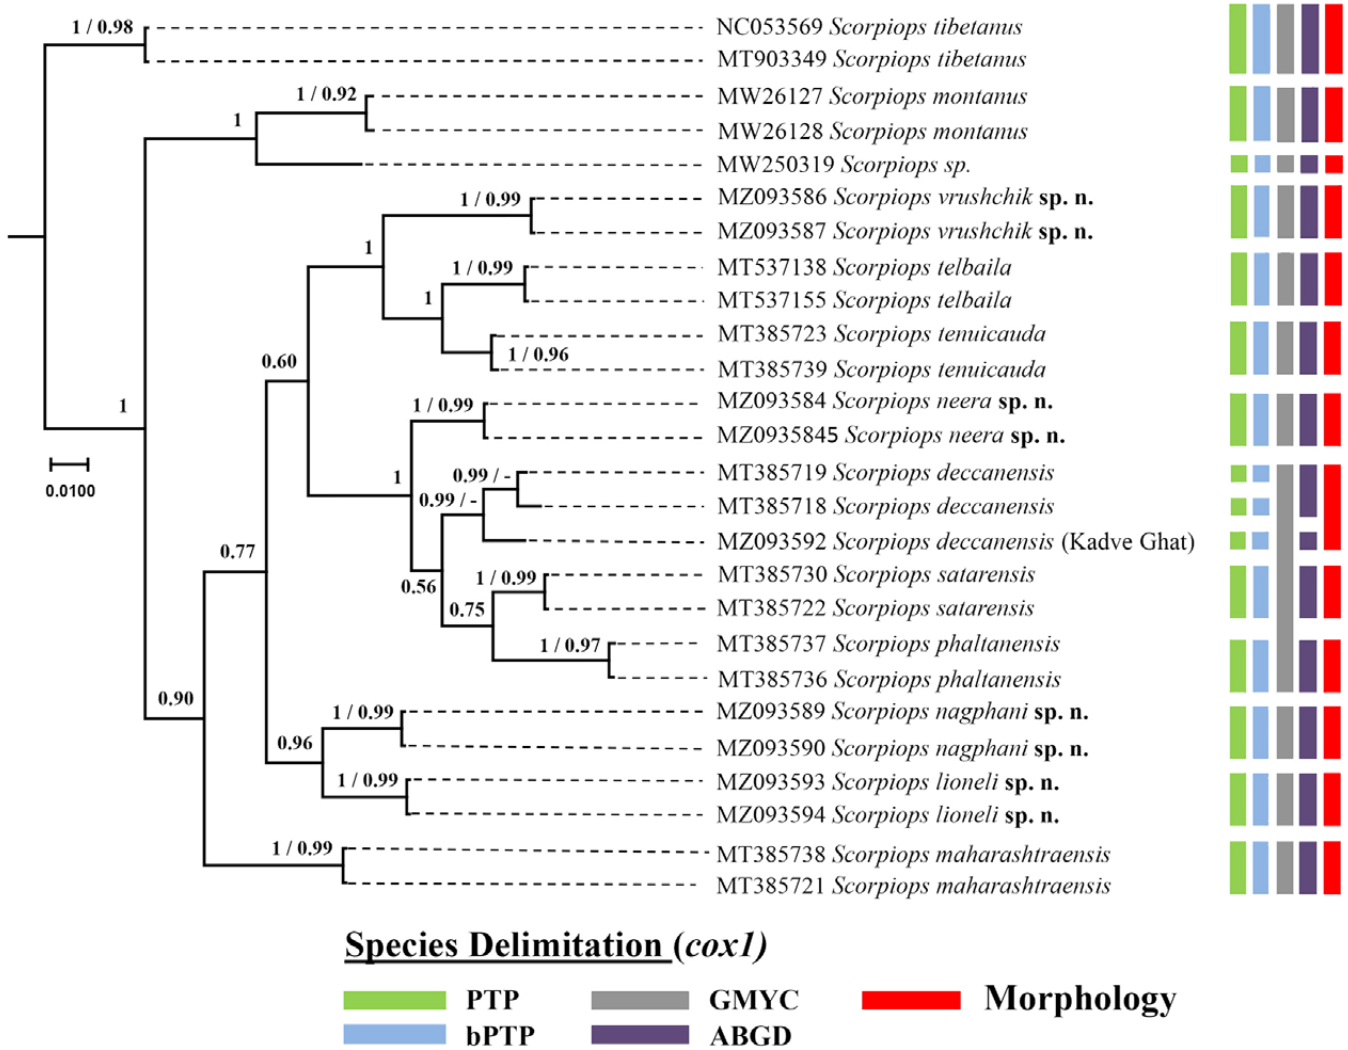 1 / 0.98
NC053569 Scorpiops tibetanus
MT903349 Scorpiops tibetanus
1 / 0.92
MW26127 Scorpiops montanus
1
MW26128 Scorpiops montanus
MW250319 Scorpiops sp.
1 / 0.99
MZ093586 Scorpiops vrushchik sp. n.
MZ093587 Scorpiops vrushchik sp. n.
1
1 / 0.99
MT537138 Scorpiops telbaila
1
MT537155 Scorpiops telbaila
MT385723 Scorpiops tenuicauda
1 / 0.96
MT385739 Scorpiops tenuicauda
0.60
1
1 / 0.99
MZ093584 Scorpiops neera sp. n.
MZ0935845 Scorpiops neera sp. n.
0.0100
1
0.99 / -
MT385719 Scorpiops deccanensis
0.99 / -
MT385718 Scorpiops deccanensis
MZ093592 Scorpiops deccanensis (Kadve Ghat)
0.77
0.56
1 / 0.99
MT385730 Scorpiops satarensis
0.75
MT385722 Scorpiops satarensis
1 / 0.97
MT385737 Scorpiops phaltanensis
MT385736 Scorpiops phaltanensis
0.90
1 / 0.99
MZ093589 Scorpiops nagphani sp. n.
0.96
MZ093590 Scorpiops nagphani sp. n.
1 / 0.99
MZ093593 Scorpiops lioneli sp. n.
MZ093594 Scorpiops lioneli sp. n.
1 / 0.99
MT385738 Scorpiops maharashtraensis
MT385721 Scorpiops maharashtraensis
Species Delimitation (cox1)
PTP
GMYC
Morphology
bPTP
ABGD